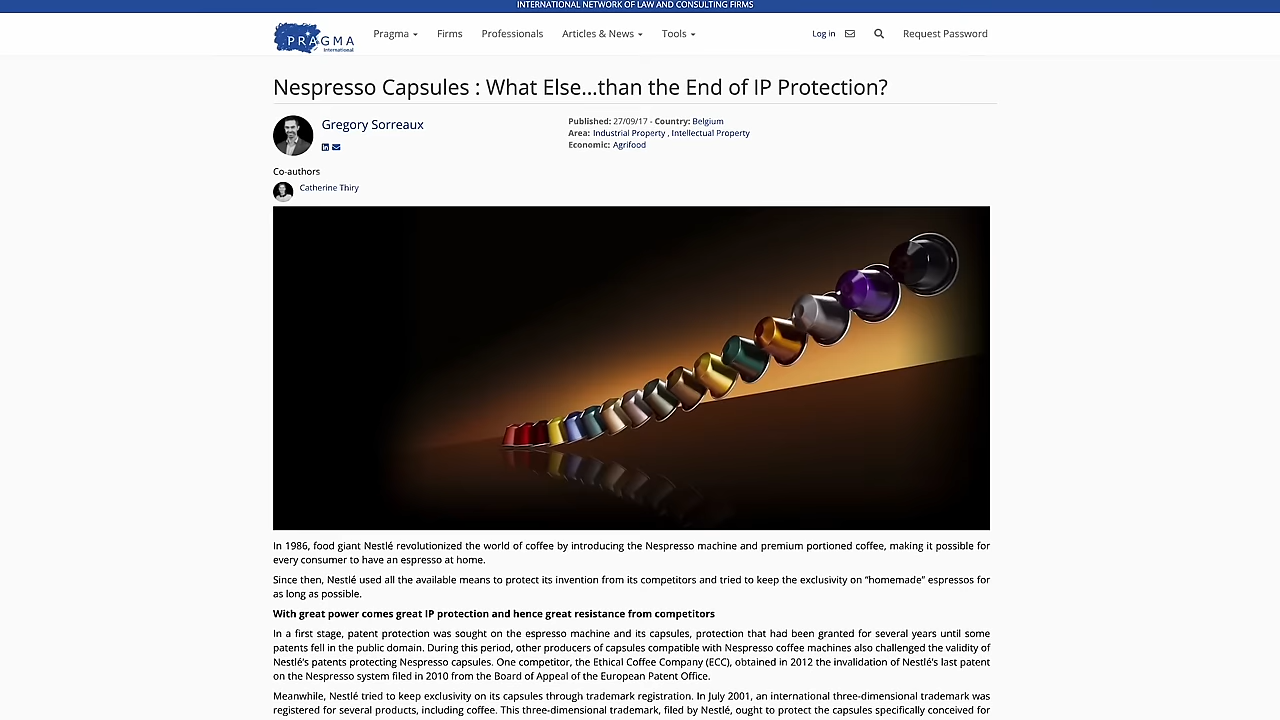 INTERNATIONAL NETWORK OF LAW AND CONSULTING FIRMS
PRAGMA
International
Pragma
Firms
Professionals
Articles & News
Tools
Log in
Request Password
Nespresso Capsules : What Else...than the End of IP Protection?
Gregory Sorreaux
Published: 27/09/17 - Country: Belgium
Area: Industrial Property , Intellectual Property
Economic: Agrifood
Co-authors
Catherine Thiry
In 1986, food giant Nestlé revolutionized the world of coffee by introducing the Nespresso machine and premium portioned coffee, making it possible for
every consumer to have an espresso at home.
Since then, Nestlé used all the available means to protect its invention from its competitors and tried to keep the exclusivity on “homemade” espressos for
as long as possible.
With great power comes great IP protection and hence great resistance from competitors
In a first stage, patent protection was sought on the espresso machine and its capsules, protection that had been granted for several years until some
patents fell in the public domain. During this period, other producers of capsules compatible with Nespresso coffee machines also challenged the validity of
Nestlé's patents protecting Nespresso capsules. One competitor, the Ethical Coffee Company (ECC), obtained in 2012 the invalidation of Nestlé's last patent
on the Nespresso system filed in 2010 from the Board of Appeal of the European Patent Office.
Meanwhile, Nestlé tried to keep exclusivity on its capsules through trademark registration. In July 2001, an international three-dimensional trademark was
registered for several products, including coffee. This three-dimensional trademark, filed by Nestlé, ought to protect the capsules specifically conceived for